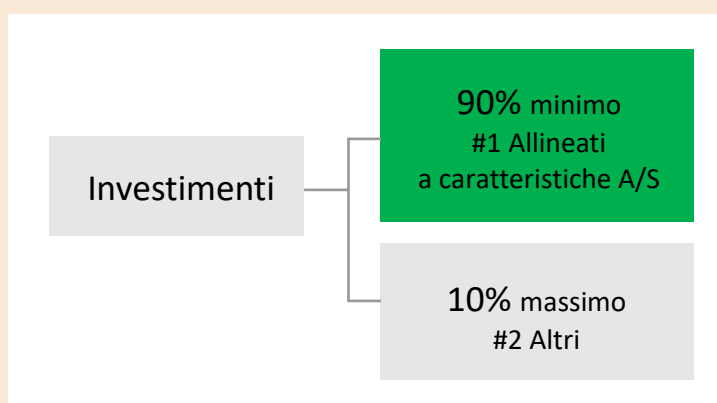 Investimenti
90% minimo
#1 Allineati
a caratteristiche A/S
10% massimo
#2 Altri